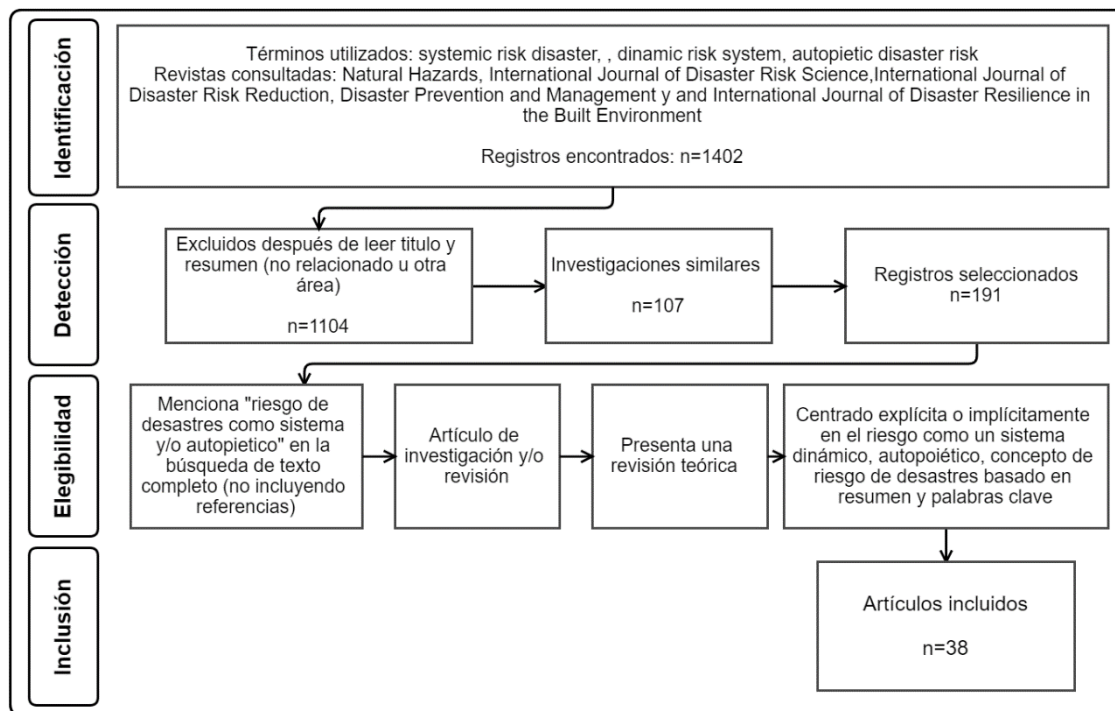 Identificación
Términos utilizados: systemic risk disaster, , dinamic risk system, autopietic disaster risk
Revistas consultadas: Natural Hazards, International Journal of Disaster Risk Science,International Journal of
Disaster Risk Reduction, Disaster Prevention and Management y and International Journal of Disaster Resilience in
the Built Environment
Registros encontrados: n=1402
Detección
Excluidos después de leer titulo y
resumen (no relacionado u otra
área)
n=1104
Investigaciones similares
n=107
Registros seleccionados
n=191
Elegibilidad
Menciona "riesgo de
desastres como sistema
y/o autopietico" en la
búsqueda de texto
completo (no incluyendo
referencias)
Artículo de
investigación y/o
revisión
Presenta una
revisión teórica
Centrado explícita o implícitamente
en el riesgo como un sistema
dinámico, autopoiético, concepto de
riesgo de desastres basado en
resumen y palabras clave
Inclusión
Artículos incluidos
n=38